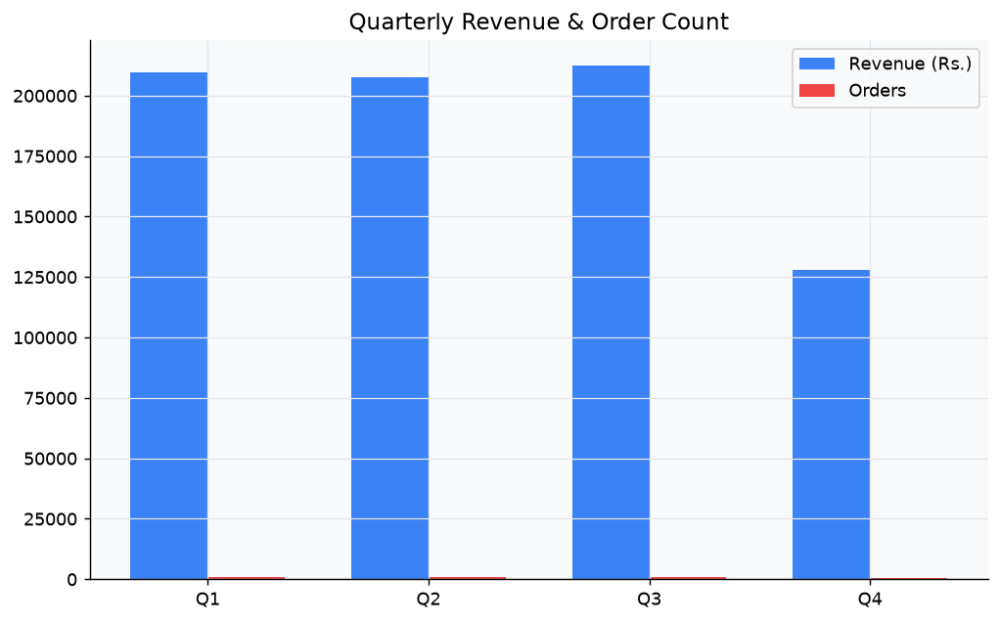 Quarterly Revenue & Order Count
Revenue (Rs.)
Orders
200000
175000
150000
125000
100000
75000
50000
25000
0
Q1 Q2 Q3 Q4